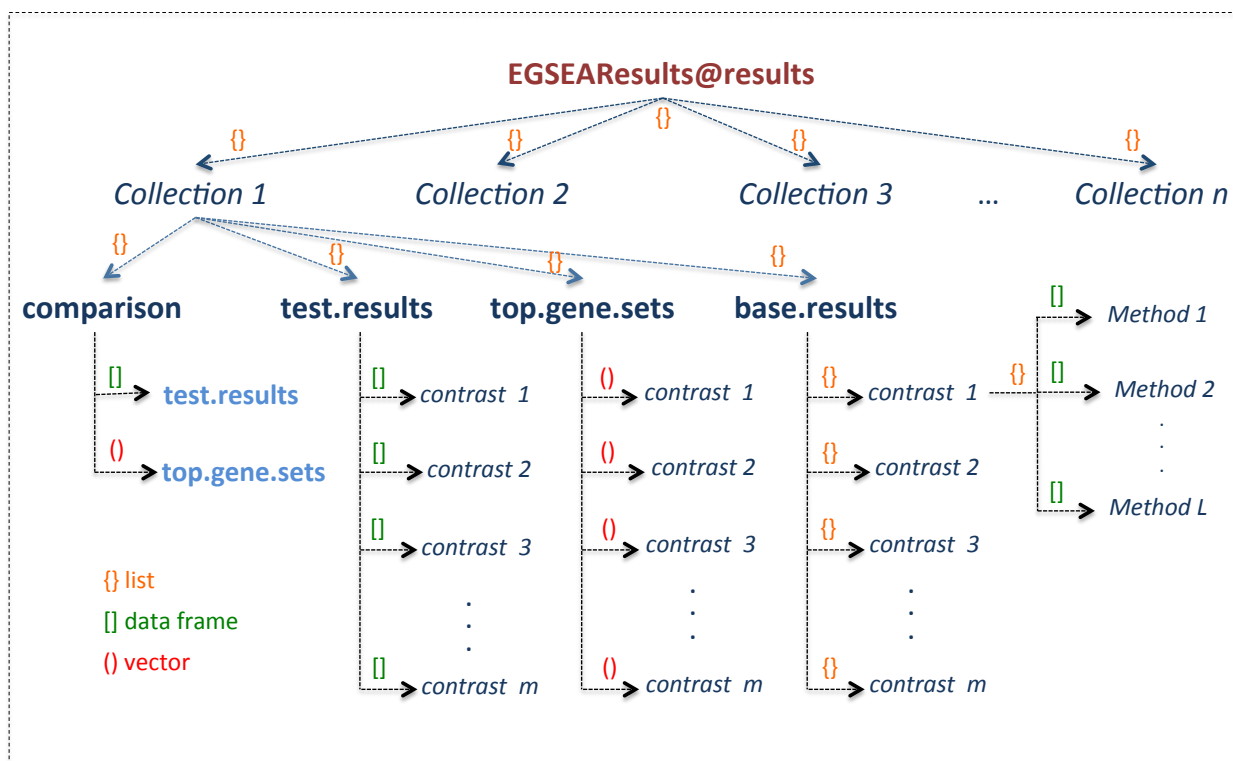 EGSEAResults@results
{} {} {} {} {}
Collection 1 Collection 2 Collection 3 ... Collection n
{} {} {} {}
comparison test.results top.gene.sets base.results
[] Method 1
[] test.results
[] contrast 1
() contrast 1
{} contrast 1
{} [] Method 2
() top.gene.sets
[] contrast 2
() contrast 2
{} contrast 2
[] Method L
[] contrast 3
() contrast 3
{} contrast 3
{} list
[] data frame
() vector
[] contrast m
() contrast m
{} contrast m